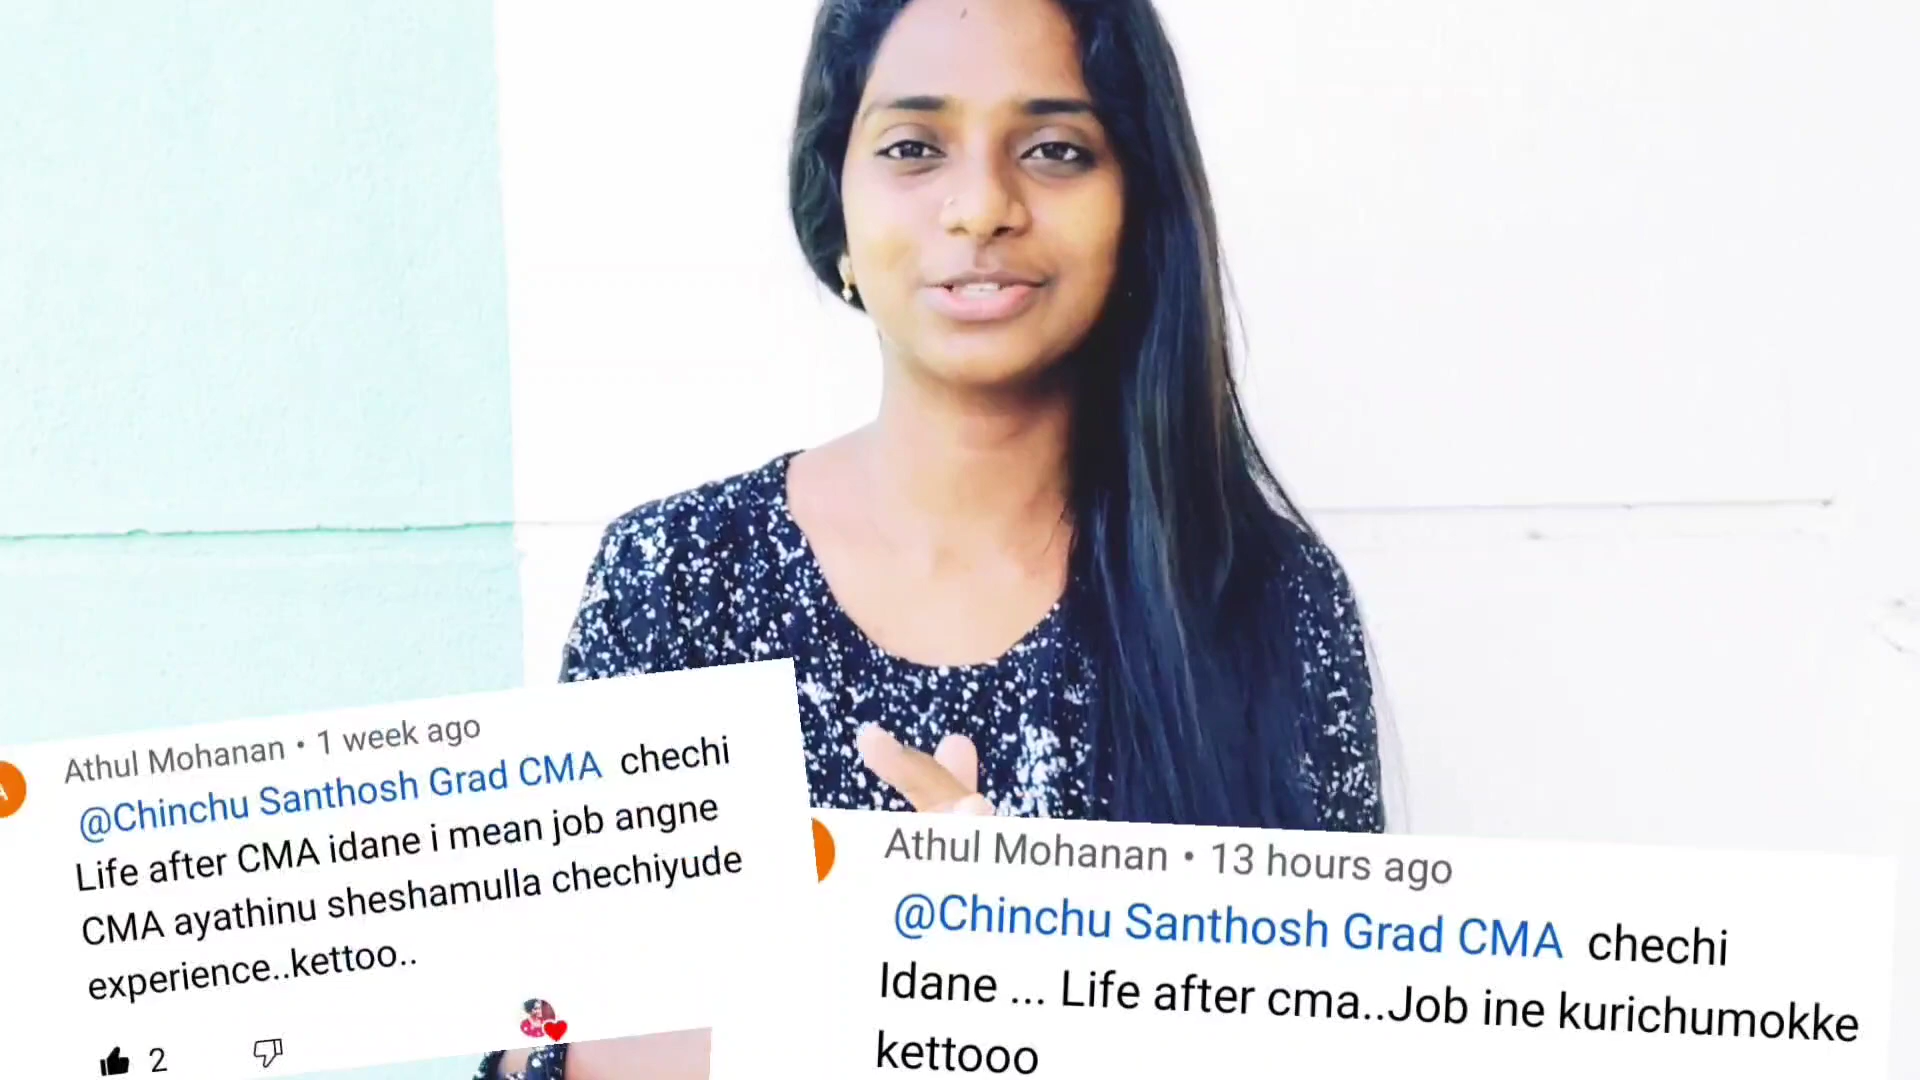 Athul Mohanan • 1 week ago
@Chinchu Santhosh Grad CMA chechi
Life after CMA idane i mean job angne
CMA ayathinu sheshamulla chechiyude
experience..kettoo..
2
Athul Mohanan • 13 hours ago
@Chinchu Santhosh Grad CMA chechi
Idane ... Life after cma..Job ine kurichumokke
kettooo